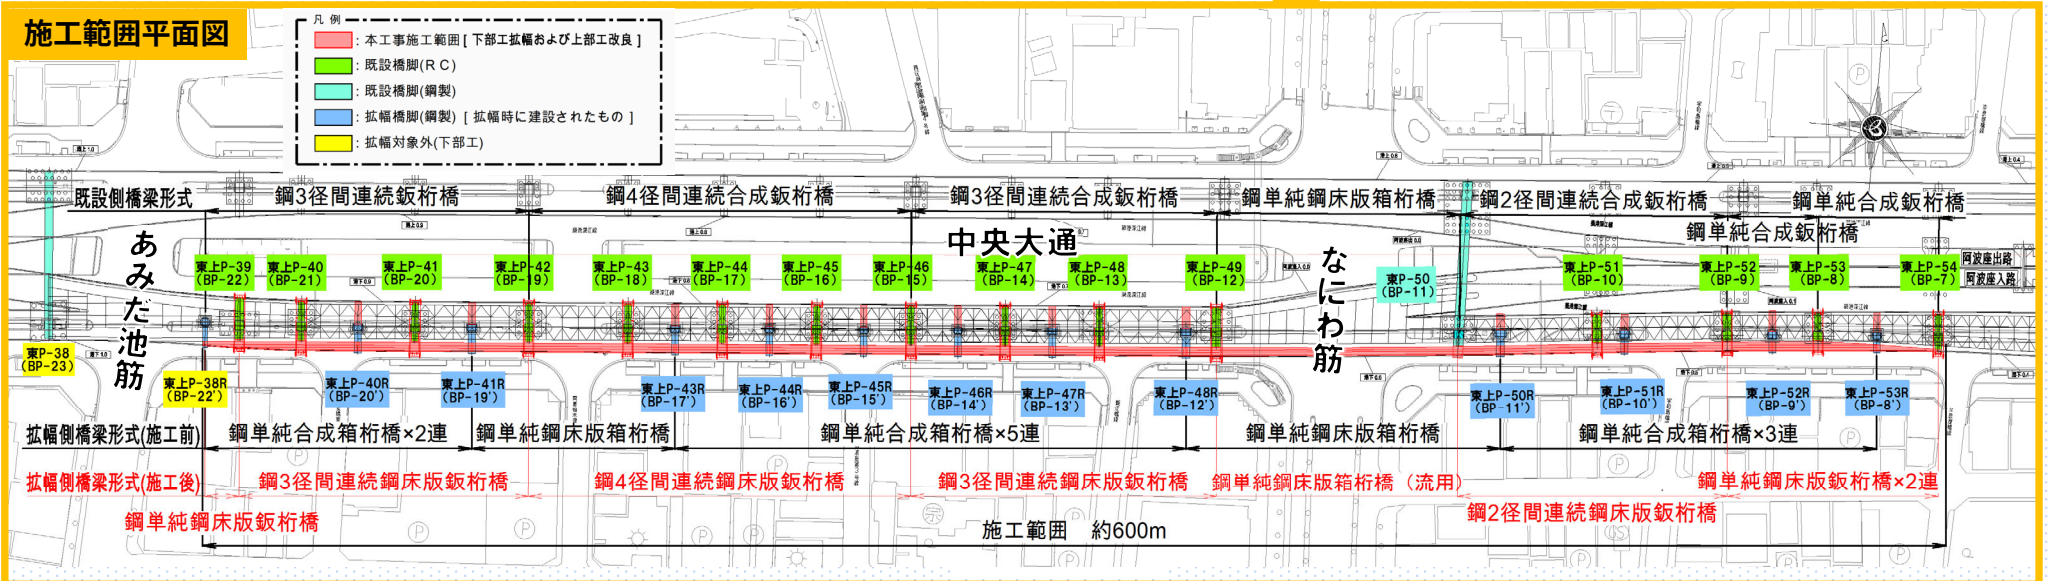 施工範囲平面図
凡例
: 本工事施工範囲[下部工拡幅および上部工改良]
: 既設橋脚(RC)
: 既設橋脚(鋼製)
: 拡幅橋脚(鋼製)[拡幅時に建設されたもの]
: 拡幅対象外(下部工)
既設側橋梁形式
鋼3径間連続鈑桁橋
鋼4径間連続合成鈑桁橋
鋼3径間連続合成鈑桁橋
鋼単純鋼床版箱桁橋
鋼2径間連続合成鈑桁橋
鋼単純合成鈑桁橋
鋼単純合成鈑桁橋
あみだ池筋
中央大通
なにわ筋
阿波座出路
阿波座入路
東上P-39
(BP-22)
東上P-40
(BP-21)
東上P-41
(BP-20)
東上P-42
(BP-19)
東上P-43
(BP-18)
東上P-44
(BP-17)
東上P-45
(BP-16)
東上P-46
(BP-15)
東上P-47
(BP-14)
東上P-48
(BP-13)
東上P-49
(BP-12)
東P-50
(BP-11)
東上P-51
(BP-10)
東上P-52
(BP-9)
東上P-53
(BP-8)
東上P-54
(BP-7)
東P-38
(BP-23)
東上P-38R
(BP-22')
東上P-40R
(BP-20')
東上P-41R
(BP-19')
東上P-43R
(BP-17')
東上P-44R
(BP-16')
東上P-45R
(BP-15')
東上P-46R
(BP-14')
東上P-47R
(BP-13')
東上P-48R
(BP-12')
東上P-50R
(BP-11')
東上P-51R
(BP-10')
東上P-52R
(BP-9')
東上P-53R
(BP-8')
拡幅側橋梁形式(施工前)
鋼単純合成箱桁橋×2連
鋼単純鋼床版箱桁橋
鋼単純合成箱桁橋×5連
鋼単純鋼床版箱桁橋
鋼単純合成箱桁橋×3連
拡幅側橋梁形式(施工後)
鋼3径間連続鋼床版鈑桁橋
鋼4径間連続鋼床版鈑桁橋
鋼3径間連続鋼床版鈑桁橋
鋼単純鋼床版箱桁橋(流用)
鋼単純鋼床版鈑桁橋×2連
鋼単純鋼床版鈑桁橋
鋼2径間連続鋼床版鈑桁橋
施工範囲 約600m